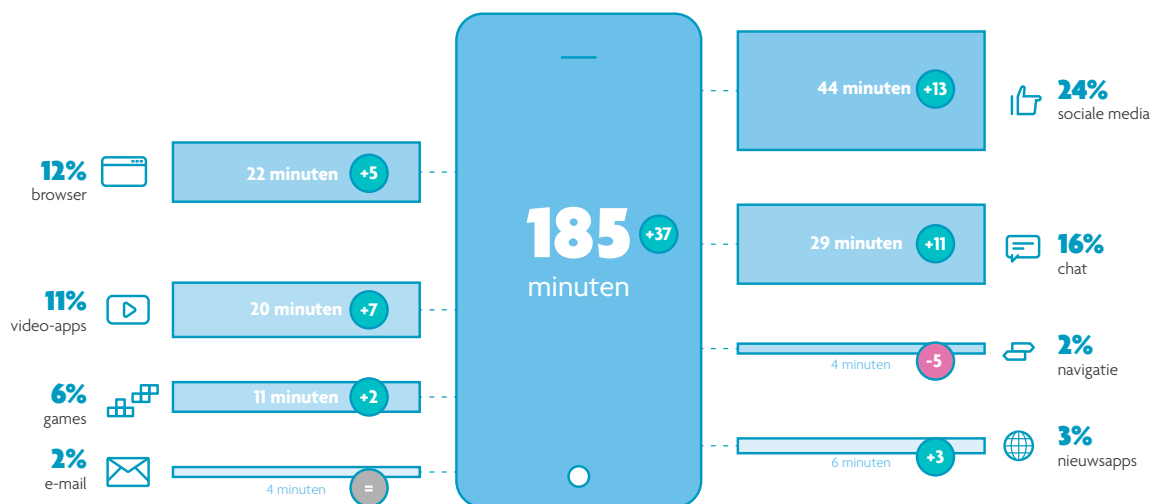 12%
browser
22 minuten +5
11%
video-apps
20 minuten +7
6%
games
11 minuten +2
2%
e-mail
4 minuten =
185 +37
minuten
44 minuten +13
24%
sociale media
29 minuten +11
16%
chat
4 minuten -5
2%
navigatie
6 minuten +3
3%
nieuwsapps